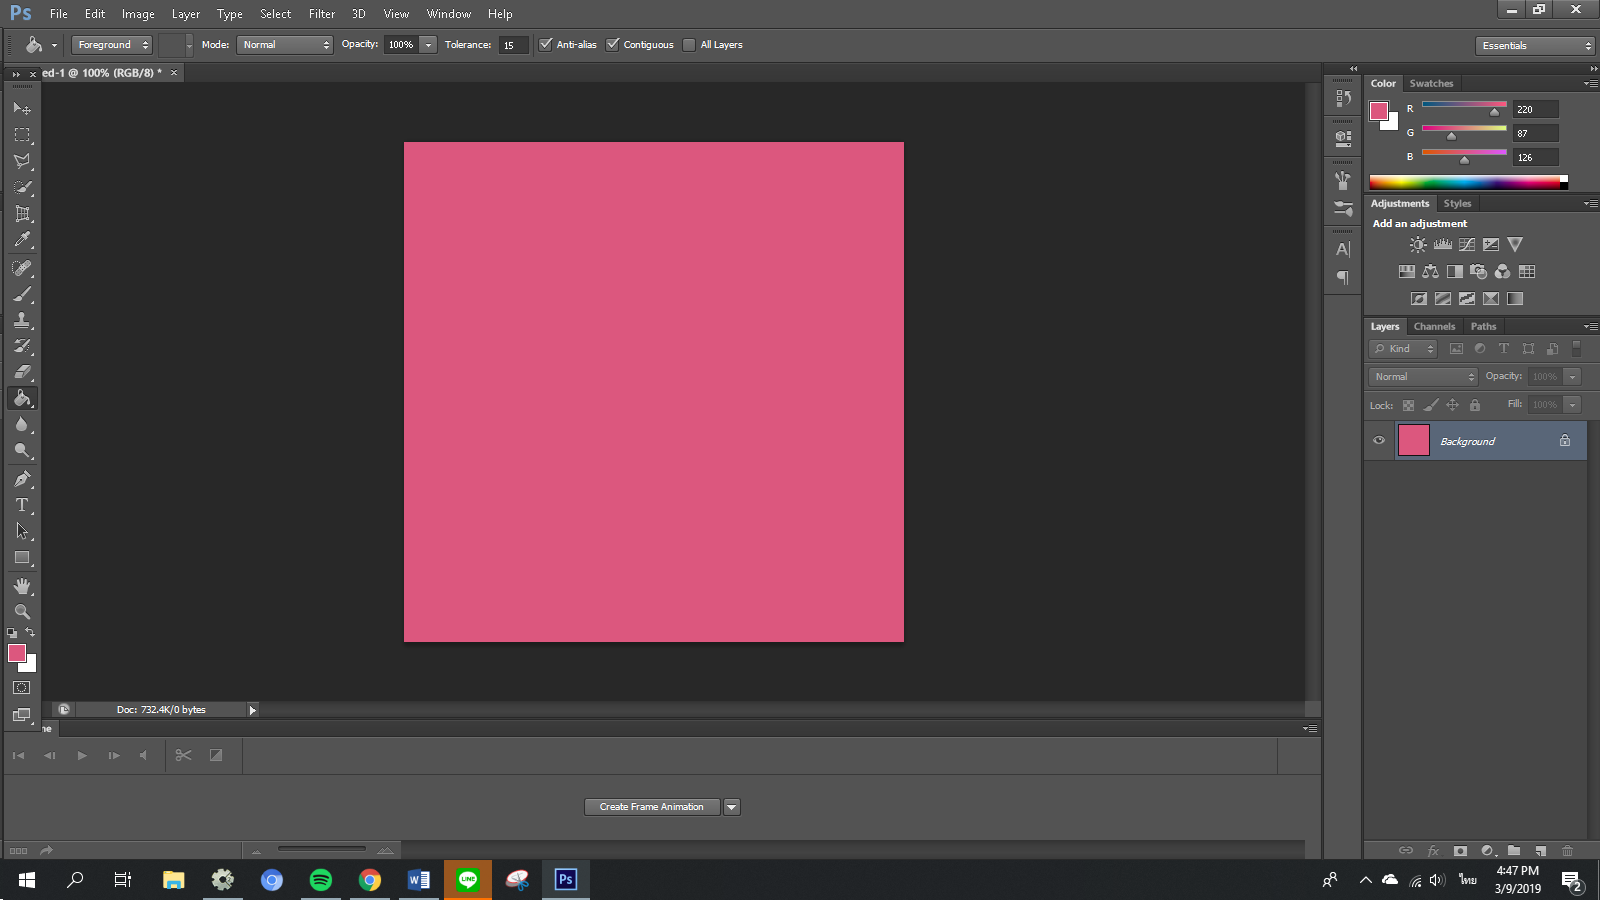 Ps File Edit Image Layer Type Select Filter 3D View Window Help
Foreground Mode: Normal Opacity: 100% Tolerance: 15 Anti-alias Contiguous All Layers Essentials
ed-1 @ 100% (RGB/8) * ×
Color Swatches
R 220
G 87
B 126
Adjustments Styles
Add an adjustment
Layers Channels Paths
Kind
Normal Opacity: 100%
Lock: Fill: 100%
Background
Doc: 732.4K/0 bytes
ne
Create Frame Animation
W LINE Ps
ไทย
4:47 PM
3/9/2019
2